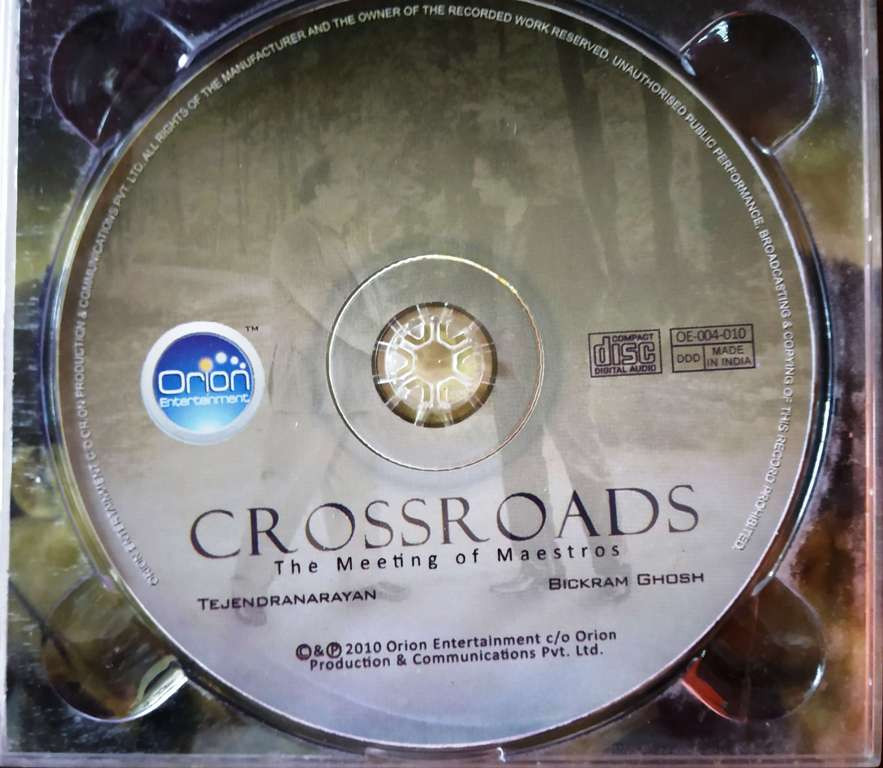 ORION ENTERTAINMENT C/O ORION PRODUCTION & COMMUNICATIONS PVT. LTD. ALL RIGHTS OF THE MANUFACTURER AND THE OWNER OF THE RECORDED WORK RESERVED. UNAUTHORISED PUBLIC PERFORMANCE, BROADCASTING & COPYING OF THIS RECORD PROHIBITED.
Orion
Entertainment
TM
COMPACT
disc
DIGITAL AUDIO
OE-004-010
DDD
MADE
IN INDIA
CROSSROADS
The Meeting of Maestros
TEJENDRANARAYAN
BICKRAM GHOSH
©&℗ 2010 Orion Entertainment c/o Orion
Production & Communications Pvt. Ltd.